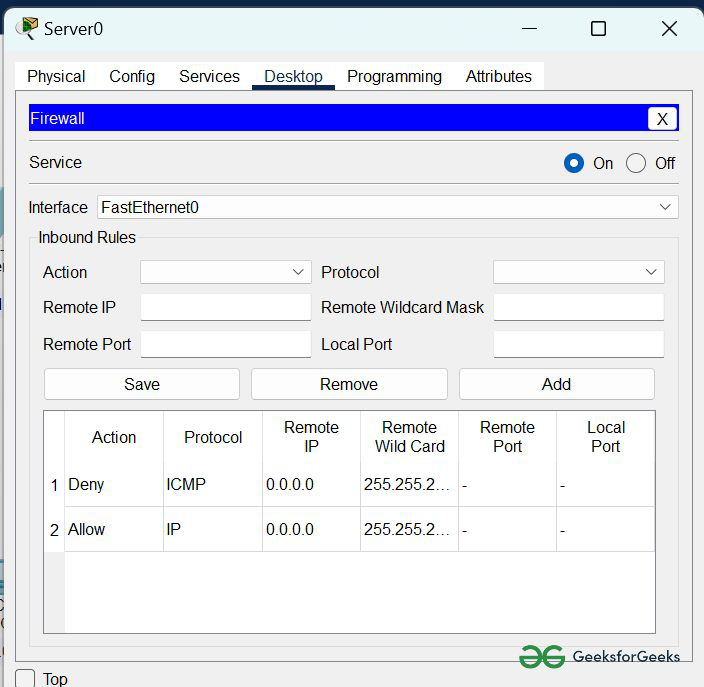 Server0
Physical Config Services Desktop Programming Attributes
Firewall X
Service On Off
Interface FastEthernet0
Inbound Rules
Action Protocol
Remote IP Remote Wildcard Mask
Remote Port Local Port
Save Remove Add
Action Protocol Remote IP Remote Wild Card Remote Port Local Port
1 Deny ICMP 0.0.0.0 255.255.2... - -
2 Allow IP 0.0.0.0 255.255.2... - -
GeeksforGeeks
Top